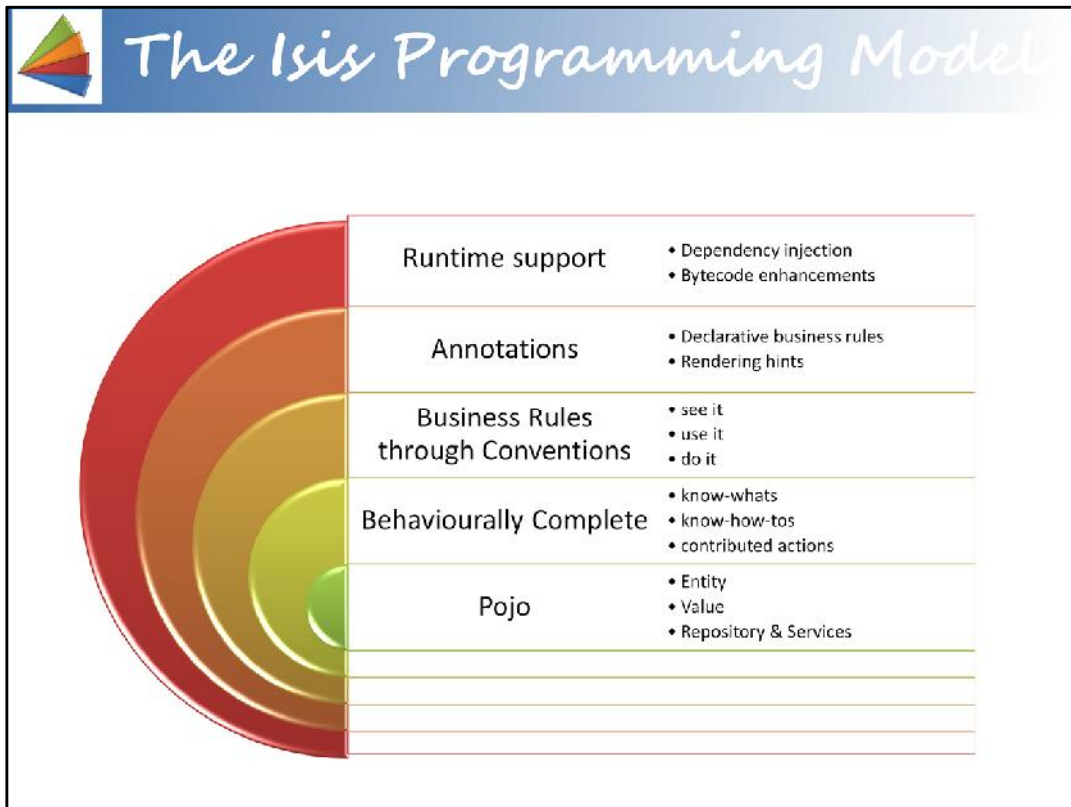 The Isis Programming Model
Runtime support
• Dependency injection
• Bytecode enhancements
Annotations
• Declarative business rules
• Rendering hints
Business Rules
through Conventions
• see it
• use it
• do it
Behaviourally Complete
• know-whats
• know-how-tos
• contributed actions
Pojo
• Entity
• Value
• Repository & Services